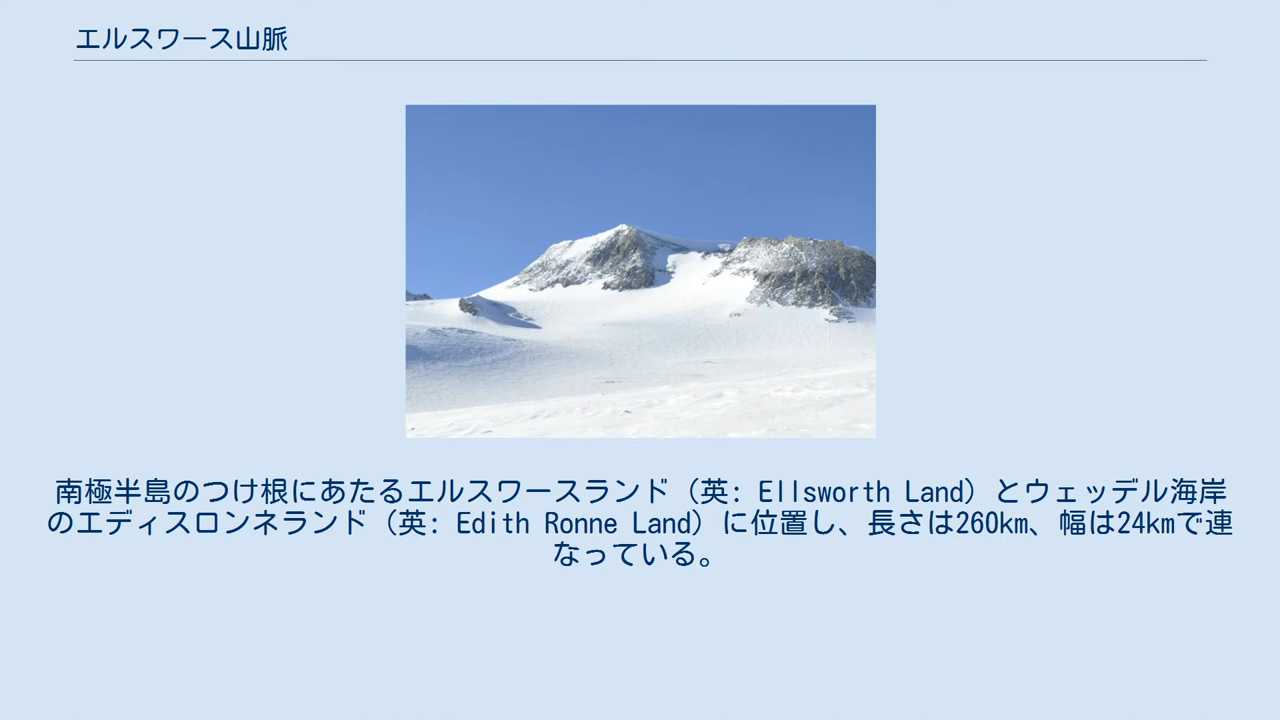 エルスワース山脈
南極半島のつけ根にあたるエルスワースランド（英: Ellsworth Land）とウェッデル海岸
のエディスロンネランド（英: Edith Ronne Land）に位置し、長さは260km、幅は24kmで連
なっている。